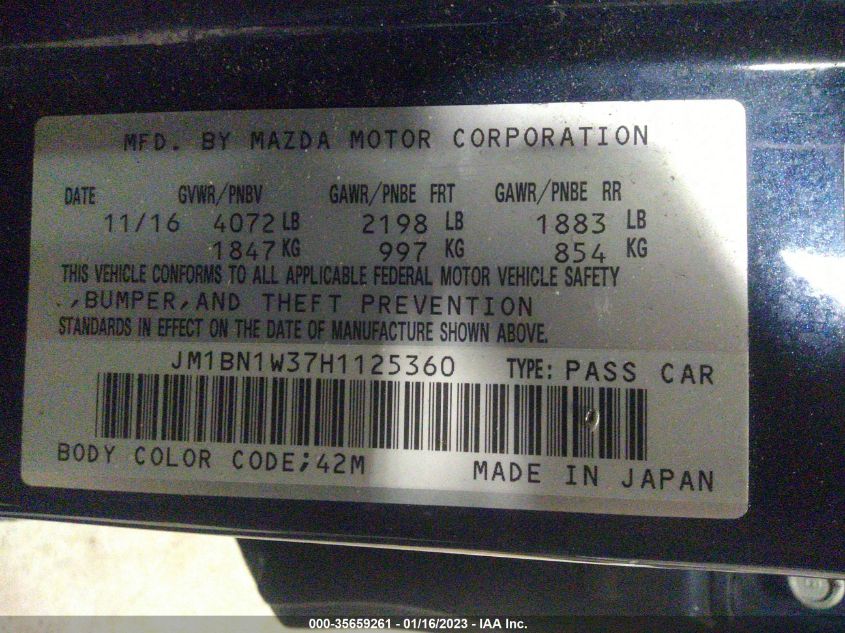 MFD. BY MAZDA MOTOR CORPORATION
DATE GVWR/PNBV GAWR/PNBE FRT GAWR/PNBE RR
11/16 4072 LB 2198 LB 1883 LB
1847 KG 997 KG 854 KG
THIS VEHICLE CONFORMS TO ALL APPLICABLE FEDERAL MOTOR VEHICLE SAFETY
.,BUMPER,AND THEFT PREVENTION
STANDARDS IN EFFECT ON THE DATE OF MANUFACTURE SHOWN ABOVE.
JM1BN1W37H1125360 TYPE: PASS CAR
BODY COLOR CODE;42M MADE IN JAPAN
000-35659261 - 01/16/2023 - IAA Inc.